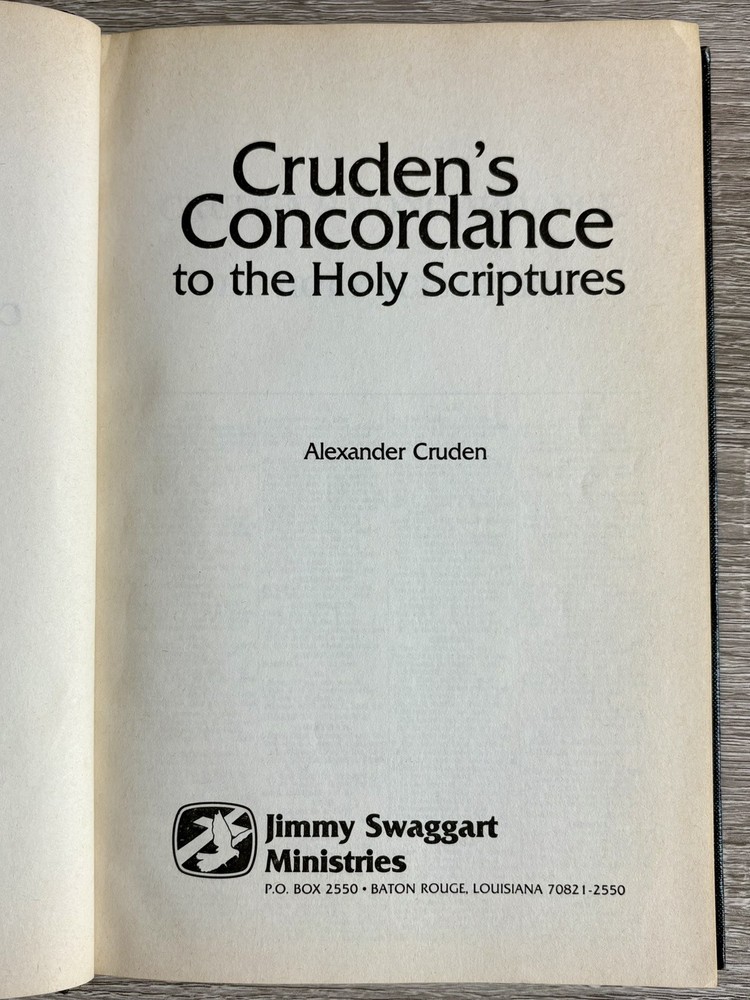 Cruden's
Concordance
to the Holy Scriptures
Alexander Cruden
Jimmy Swaggart
Ministries
P.O. BOX 2550 • BATON ROUGE, LOUISIANA 70821-2550